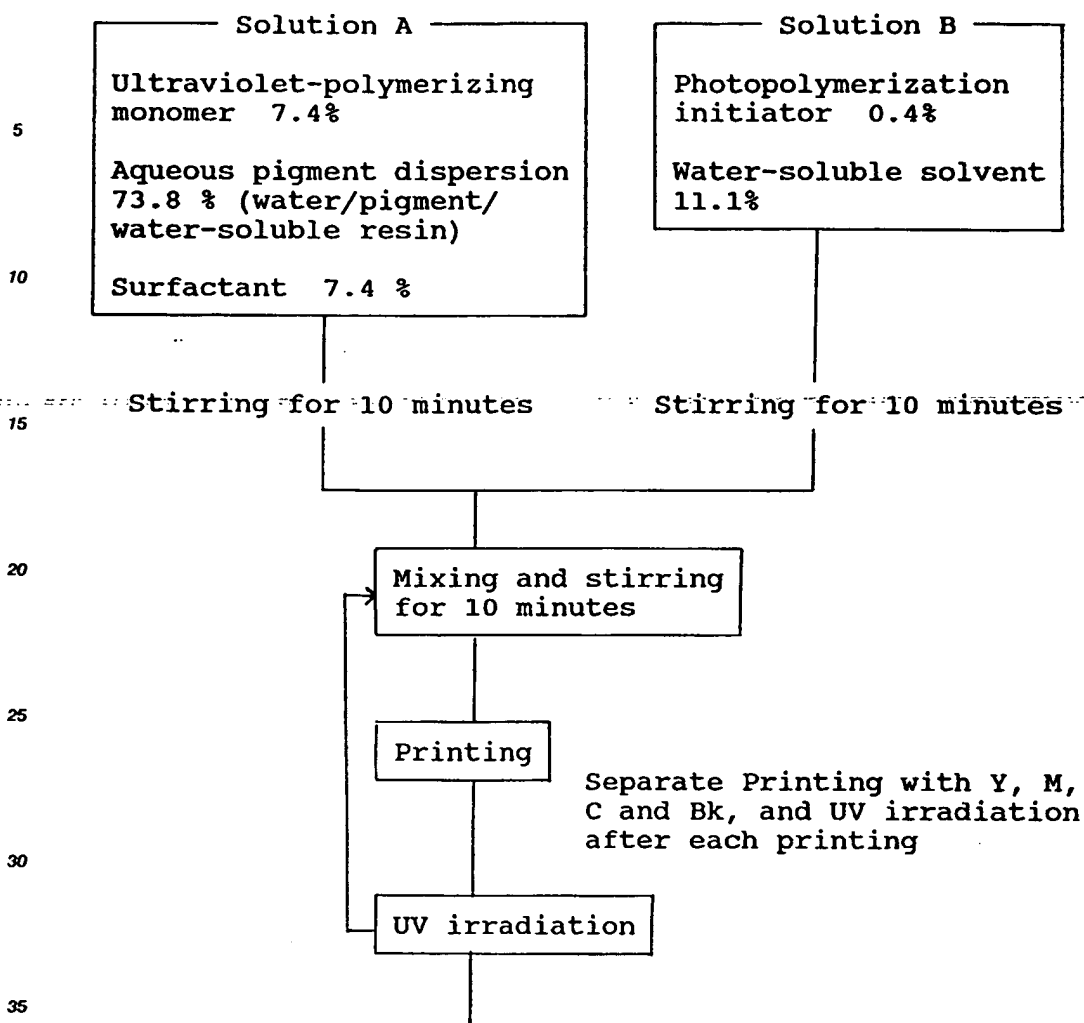 Solution A
Ultraviolet-polymerizing
monomer 7.4%
Aqueous pigment dispersion
73.8 % (water/pigment/
water-soluble resin)
Surfactant 7.4 %
Solution B
Photopolymerization
initiator 0.4%
Water-soluble solvent
11.1%
5
10
Stirring for 10 minutes
Stirring for 10 minutes
15
20
Mixing and stirring
for 10 minutes
25
Printing
Separate Printing with Y, M,
C and Bk, and UV irradiation
after each printing
30
UV irradiation
35